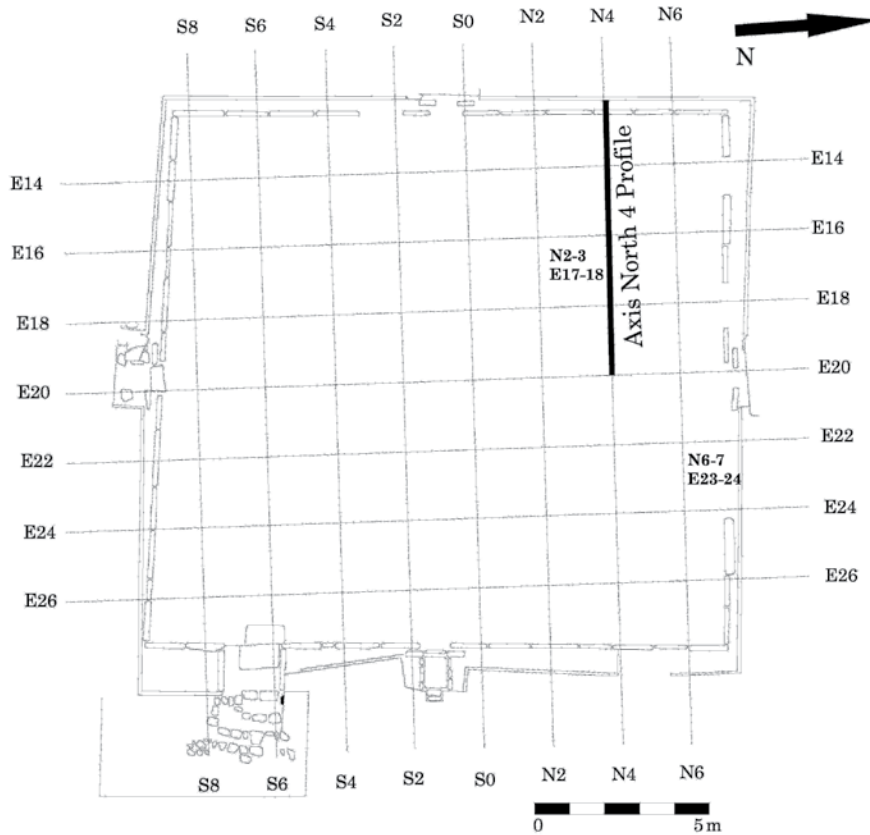 S8 S6 S4 S2 S0 N2 N4 N6
N
E14 E14
E16 E16
E18 E18
E20 E20
E22 E22
E24 E24
E26 E26
Axis North 4 Profile
N2-3
E17-18
N6-7
E23-24
S8 S6 S4 S2 S0 N2 N4 N6
0 5 m